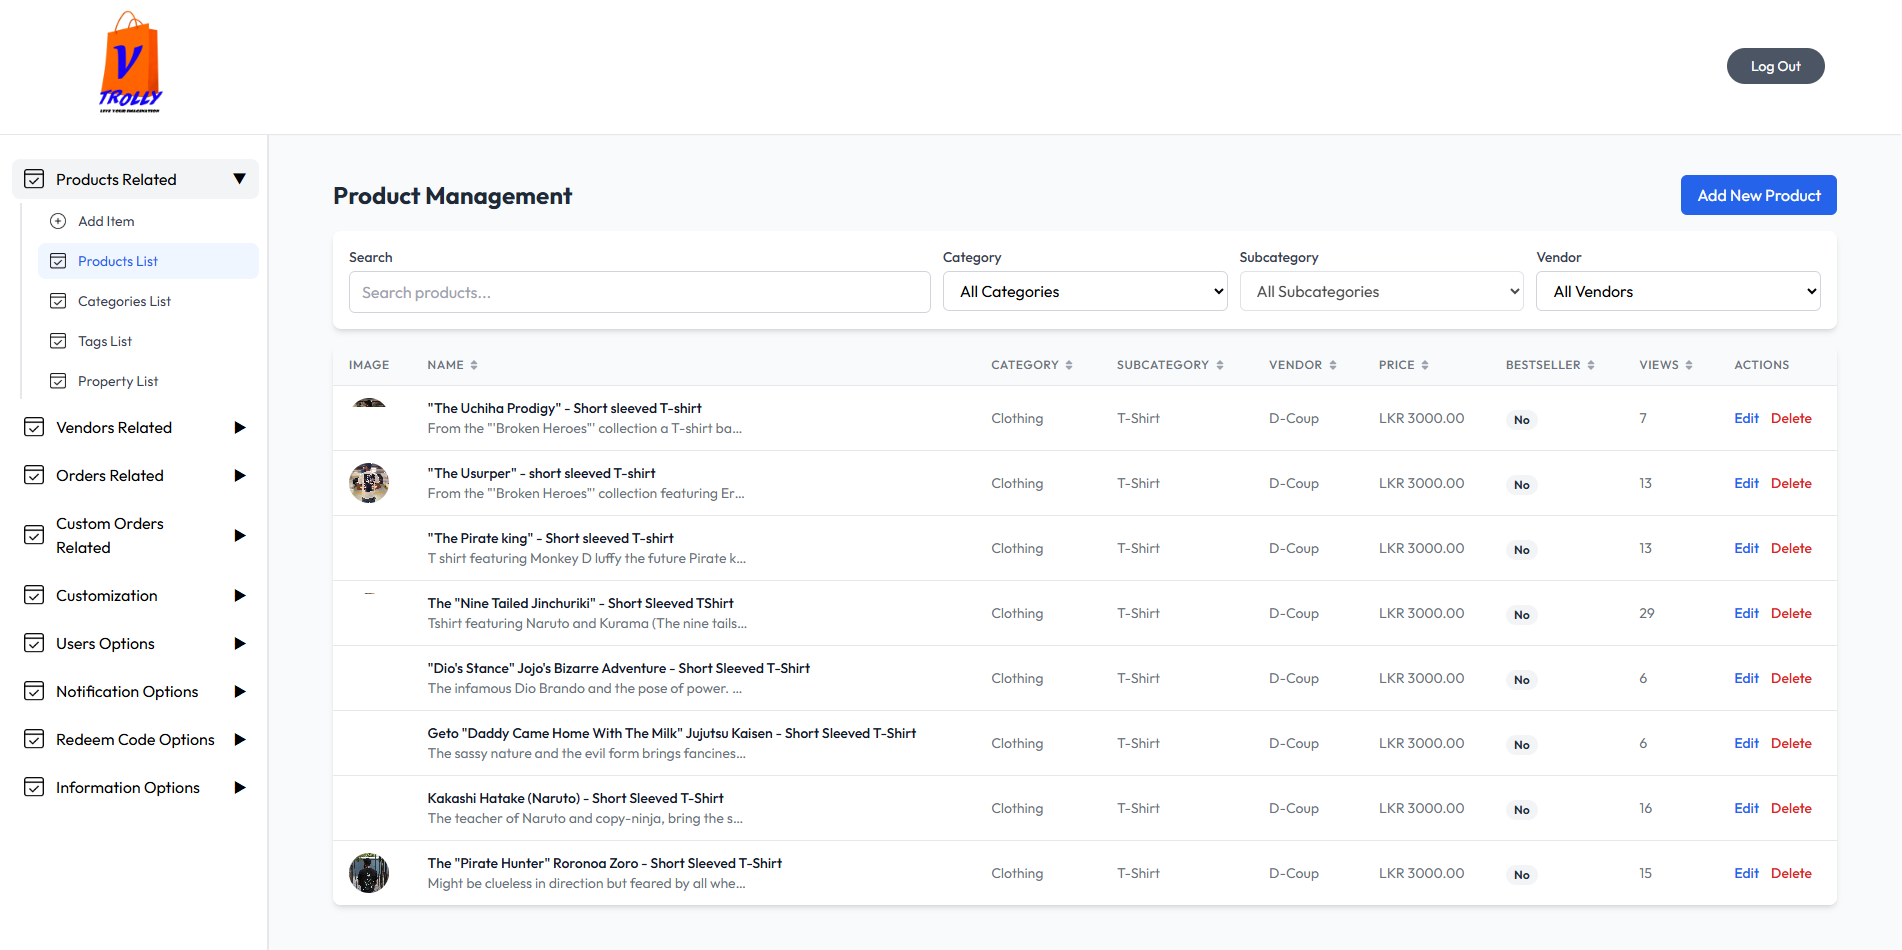 V
TROLLY
LIVE YOUR IMAGINATION
Log Out
Products Related
Add Item
Products List
Categories List
Tags List
Property List
Vendors Related
Orders Related
Custom Orders
Related
Customization
Users Options
Notification Options
Redeem Code Options
Information Options
Product Management
Add New Product
Search
Category
Subcategory
Vendor
Search products...
All Categories
All Subcategories
All Vendors
IMAGE NAME CATEGORY SUBCATEGORY VENDOR PRICE BESTSELLER VIEWS ACTIONS
"The Uchiha Prodigy" - Short sleeved T-shirt
From the "'Broken Heroes"' collection a T-shirt ba...
Clothing T-Shirt D-Coup LKR 3000.00 No 7 Edit Delete
"The Usurper" - short sleeved T-shirt
From the "'Broken Heroes"' collection featuring Er...
Clothing T-Shirt D-Coup LKR 3000.00 No 13 Edit Delete
"The Pirate king" - Short sleeved T-shirt
T shirt featuring Monkey D luffy the future Pirate k...
Clothing T-Shirt D-Coup LKR 3000.00 No 13 Edit Delete
The "Nine Tailed Jinchuriki" - Short Sleeved TShirt
Tshirt featuring Naruto and Kurama (The nine tails...
Clothing T-Shirt D-Coup LKR 3000.00 No 29 Edit Delete
"Dio's Stance" Jojo's Bizarre Adventure - Short Sleeved T-Shirt
The infamous Dio Brando and the pose of power. ...
Clothing T-Shirt D-Coup LKR 3000.00 No 6 Edit Delete
Geto "Daddy Came Home With The Milk" Jujutsu Kaisen - Short Sleeved T-Shirt
The sassy nature and the evil form brings fancines...
Clothing T-Shirt D-Coup LKR 3000.00 No 6 Edit Delete
Kakashi Hatake (Naruto) - Short Sleeved T-Shirt
The teacher of Naruto and copy-ninja, bring the s...
Clothing T-Shirt D-Coup LKR 3000.00 No 16 Edit Delete
The "Pirate Hunter" Roronoa Zoro - Short Sleeved T-Shirt
Might be clueless in direction but feared by all whe...
Clothing T-Shirt D-Coup LKR 3000.00 No 15 Edit Delete